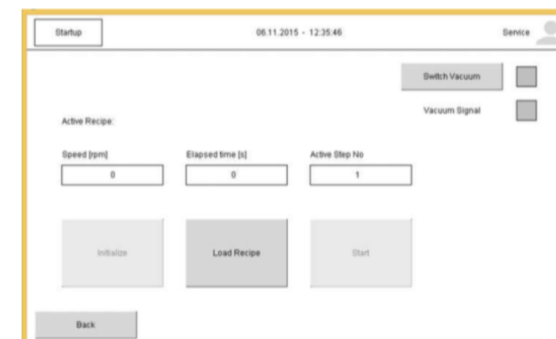 Startup 06.11.2015 - 12:35:46 Service
Switch Vacuum
Vacuum Signal
Active Recipe:
Speed [rpm] Elapsed time [s] Active Step No
0 0 1
Initialize Load Recipe Start
Back